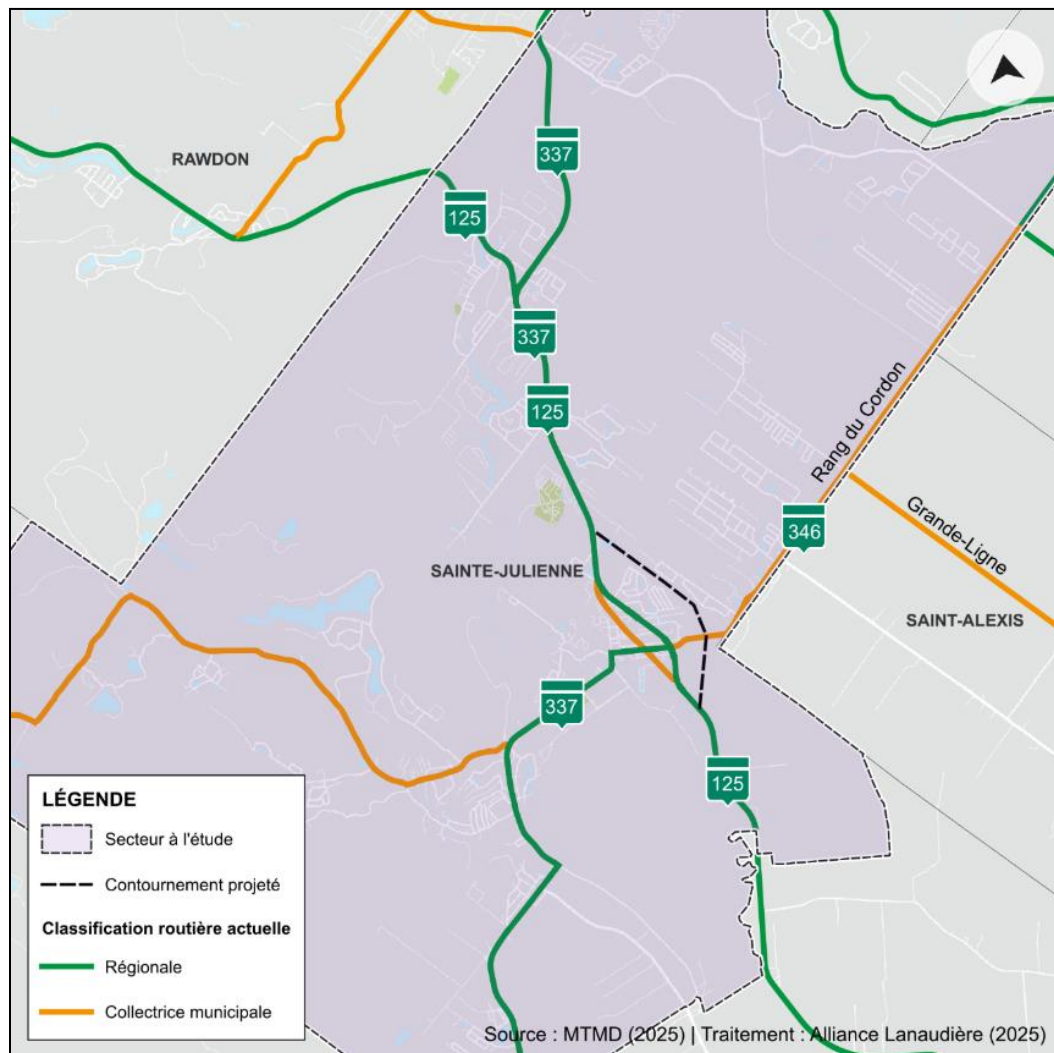 337
RAWDON
125
337
125
Rang du Cordon
346
Grande-Ligne
SAINTE-JULIENNE
SAINT-ALEXIS
337
125
LÉGENDE
Secteur à l'étude
Contournement projeté
Classification routière actuelle
Régionale
Collectrice municipale
Source : MTMD (2025) | Traitement : Alliance Lanaudière (2025)